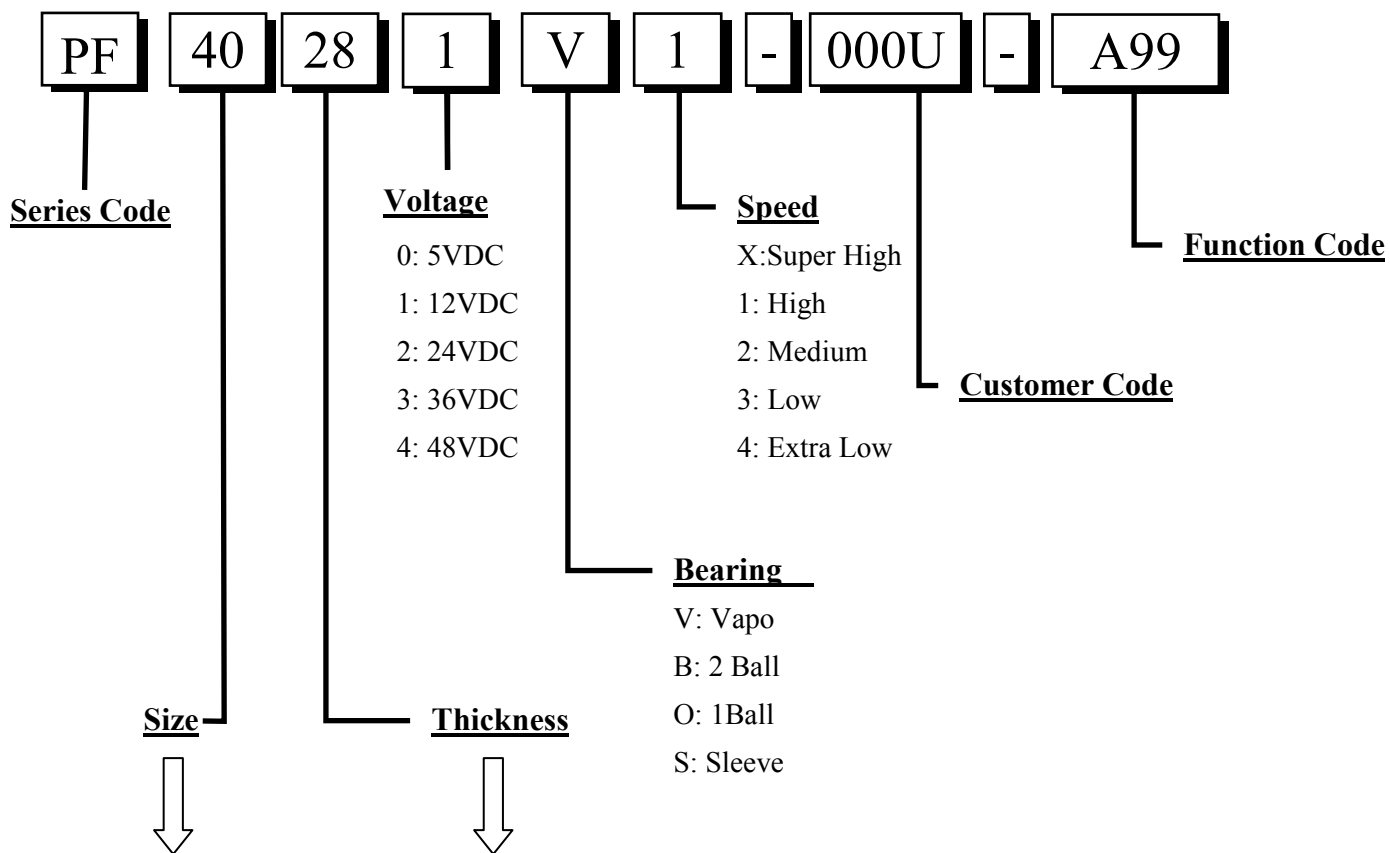 PF 40 28 1 V 1 - 000U - A99
Series Code
Voltage
0: 5VDC
1: 12VDC
2: 24VDC
3: 36VDC
4: 48VDC
Speed
X:Super High
1: High
2: Medium
3: Low
4: Extra Low
Function Code
Customer Code
Bearing
V: Vapo
B: 2 Ball
O: 1Ball
S: Sleeve
Size
Thickness